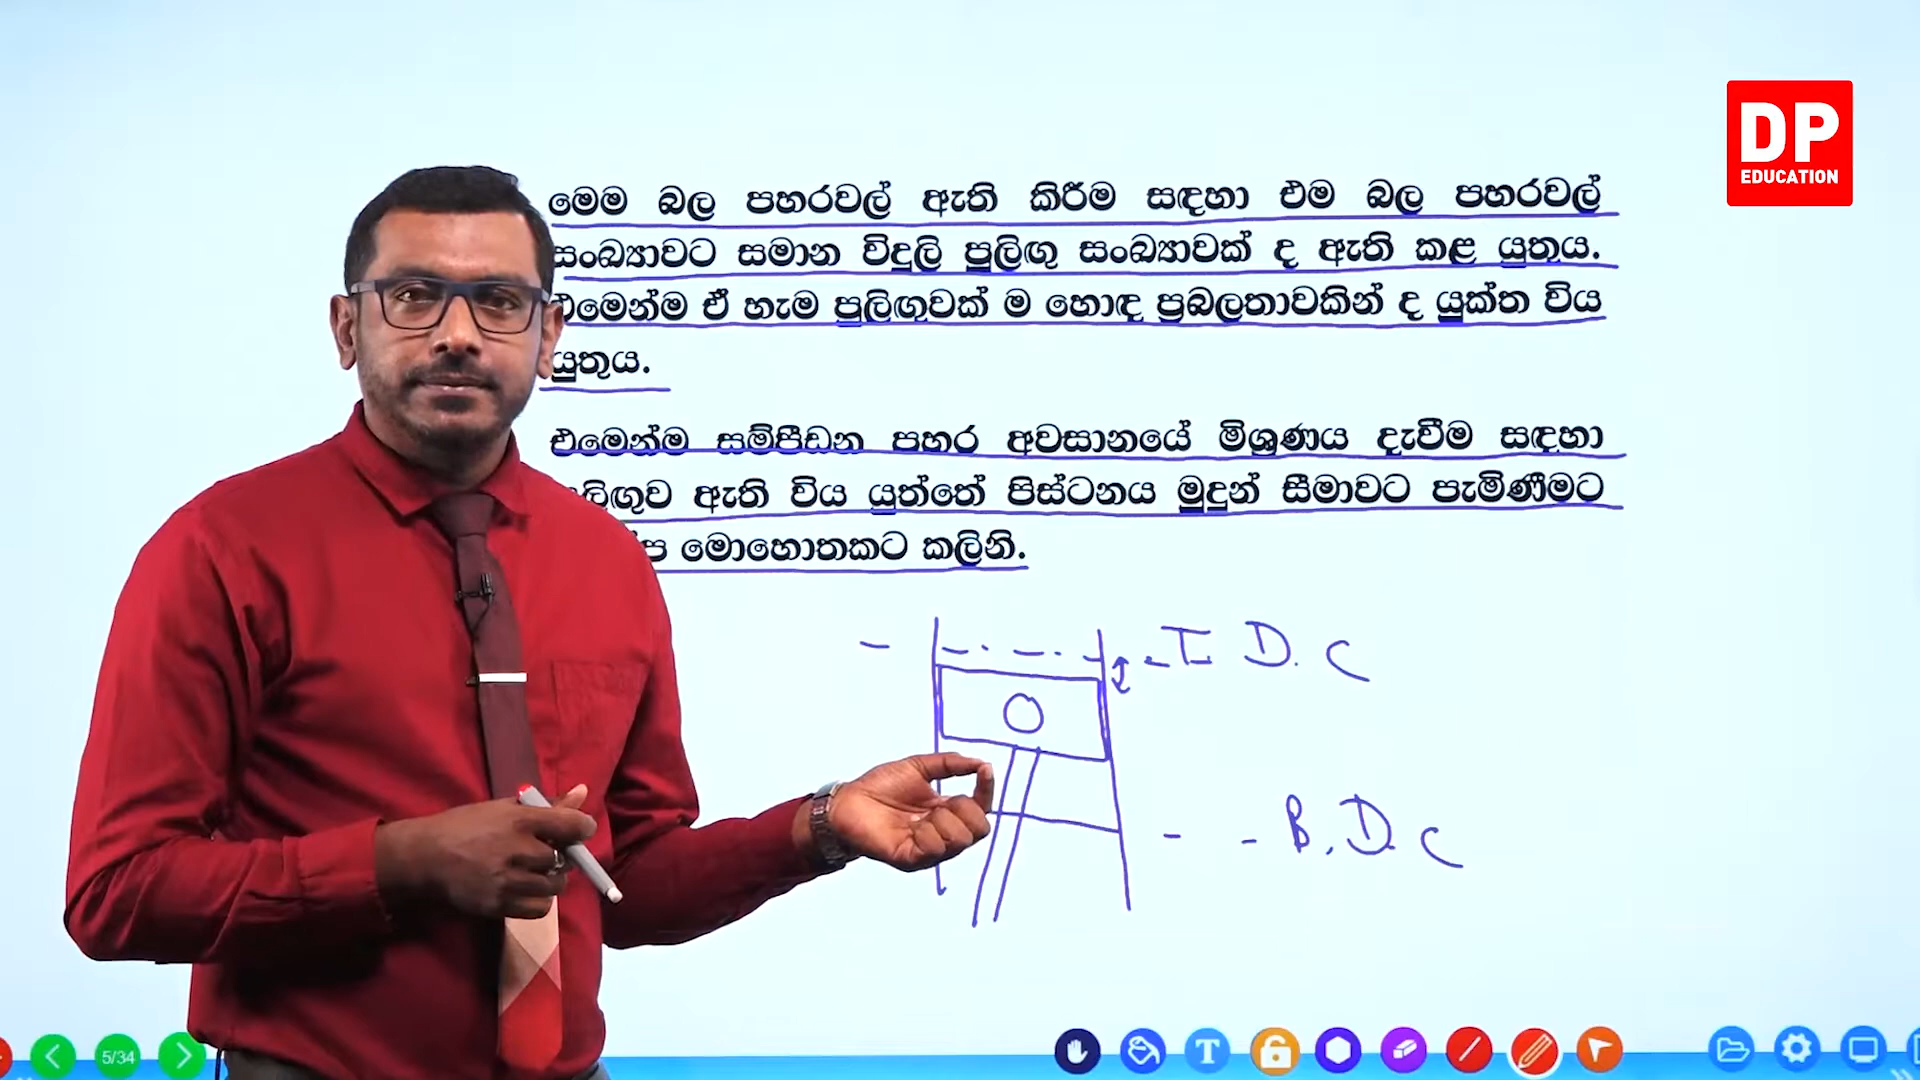 DP
EDUCATION
මෙම බල පහරවල් ඇති කිරීම සඳහා එම බල පහරවල්
සංඛ්‍යාවට සමාන විදුලි පුලිඟු සංඛ්‍යාවක් ද ඇති කළ යුතුය.
එමෙන්ම ඒ හැම පුලිඟුවක් ම හොඳ ප්‍රබලතාවකින් ද යුක්ත විය
යුතුය.
එමෙන්ම සම්පීඩන පහර අවසානයේ මිශ්‍රණය දැවීම සඳහා
ඇති විය යුත්තේ පිස්ටනය මුදුන් සීමාවට පැමිණීමට
මොහොතකට කලිනි.
T. D. C
B. D. C
5/34
T